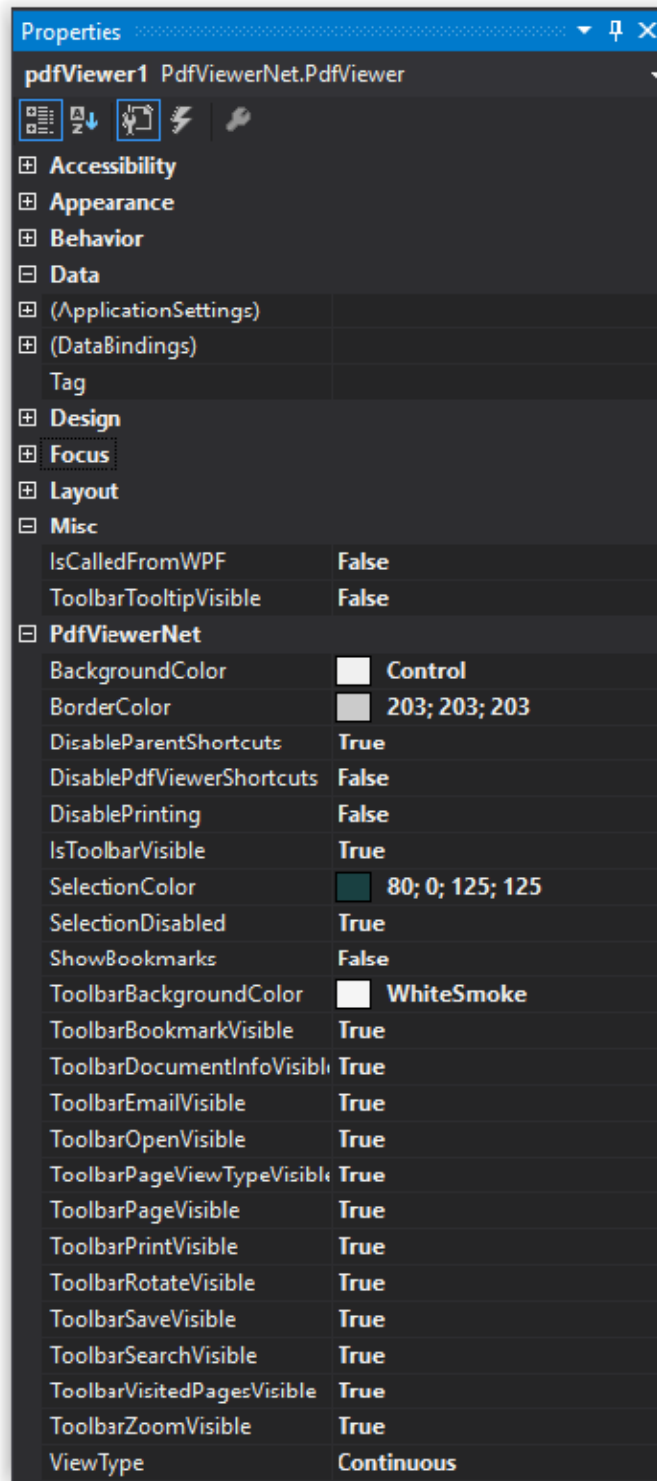 Properties
pdfViewer1 PdfViewerNet.PdfViewer
Accessibility
Appearance
Behavior
Data
(ApplicationSettings)
(DataBindings)
Tag
Design
Focus
Layout
Misc
IsCalledFromWPF False
ToolbarTooltipVisible False
PdfViewerNet
BackgroundColor Control
BorderColor 203; 203; 203
DisableParentShortcuts True
DisablePdfViewerShortcuts False
DisablePrinting False
IsToolbarVisible True
SelectionColor 80; 0; 125; 125
SelectionDisabled True
ShowBookmarks False
ToolbarBackgroundColor WhiteSmoke
ToolbarBookmarkVisible True
ToolbarDocumentInfoVisibl True
ToolbarEmailVisible True
ToolbarOpenVisible True
ToolbarPageViewTypeVisible True
ToolbarPageVisible True
ToolbarPrintVisible True
ToolbarRotateVisible True
ToolbarSaveVisible True
ToolbarSearchVisible True
ToolbarVisitedPagesVisible True
ToolbarZoomVisible True
ViewType Continuous